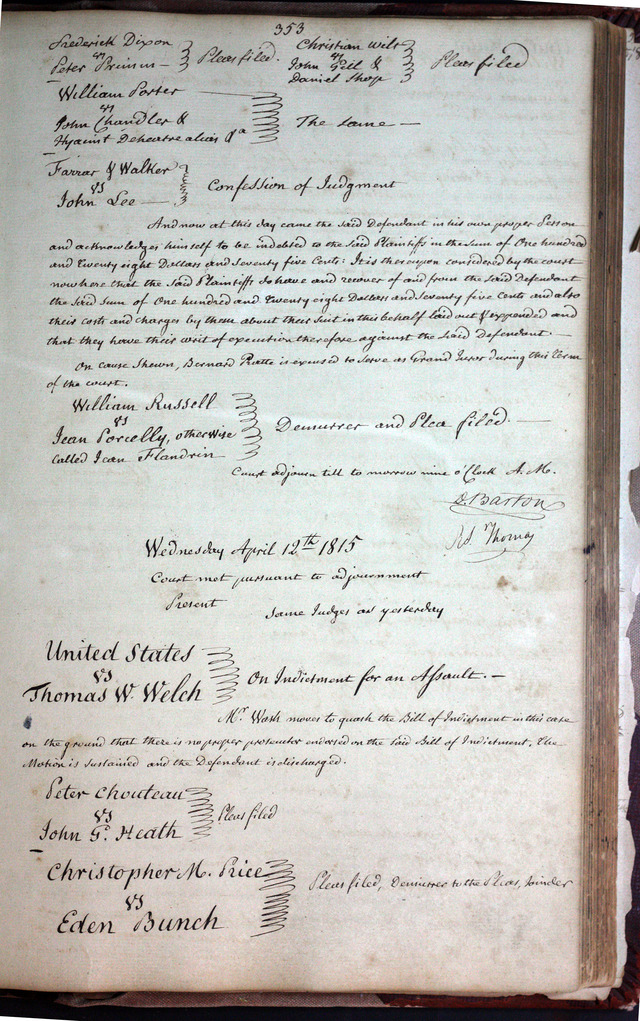 353
Frederick Dixon
vs
Peter Primm
Pleas filed.
Christian Wilt
vs
John Geil &
Daniel Shop
Pleas filed
William Porter
vs
John Chandler &
Hyacint Dehearre alias &a
The Same —
Farrar & Walker
vs
John Lee —
Confession of Judgment
And now at this day came the Said Defendant in his own proper Person
and acknowledges himself to be indebted to the Said Plaintiffs in the Sum of One hundred
and Twenty eight Dollars and Seventy five Cents: It is thereupon considered by the court
now here that the said Plaintiffs do have and recover of and from the Said Defendant
the Said Sum of One hundred and Twenty eight Dollars and Seventy five Cents and also
their costs and charges by them about their Suit in this behalf laid out & expended and
that they have their writ of execution therefore against the Said Defendant.
On cause Shewn, Bernard Pratte is excused to Serve as Grand Juror during this Term
of the court.
William Russell
vs
Jean Porcelly, otherwise
called Jean Flandrin
Demurrer and Plea filed. —
Court adjourn till to morrow nine o'Clock A.M.
D. Barton
Rd. Thomas
Wednesday April 12th 1815
Court met pursuant to adjournment
Present
Same Judges as yesterday
United States
vs
Thomas W. Welch
On Indictment for an Assault. —
Mr. Wash moves to quash the Bill of Indictment in this case
on the ground that there is no proper prosecutor endorsed on the Said Bill of Indictment. The
Motion is sustained and the Defendant is discharged.
Peter Chouteau
vs
John G. Heath
Pleas filed
Christopher M. Price
vs
Eden Bunch
Pleas filed, Demurrer to the Pleas, Joinder